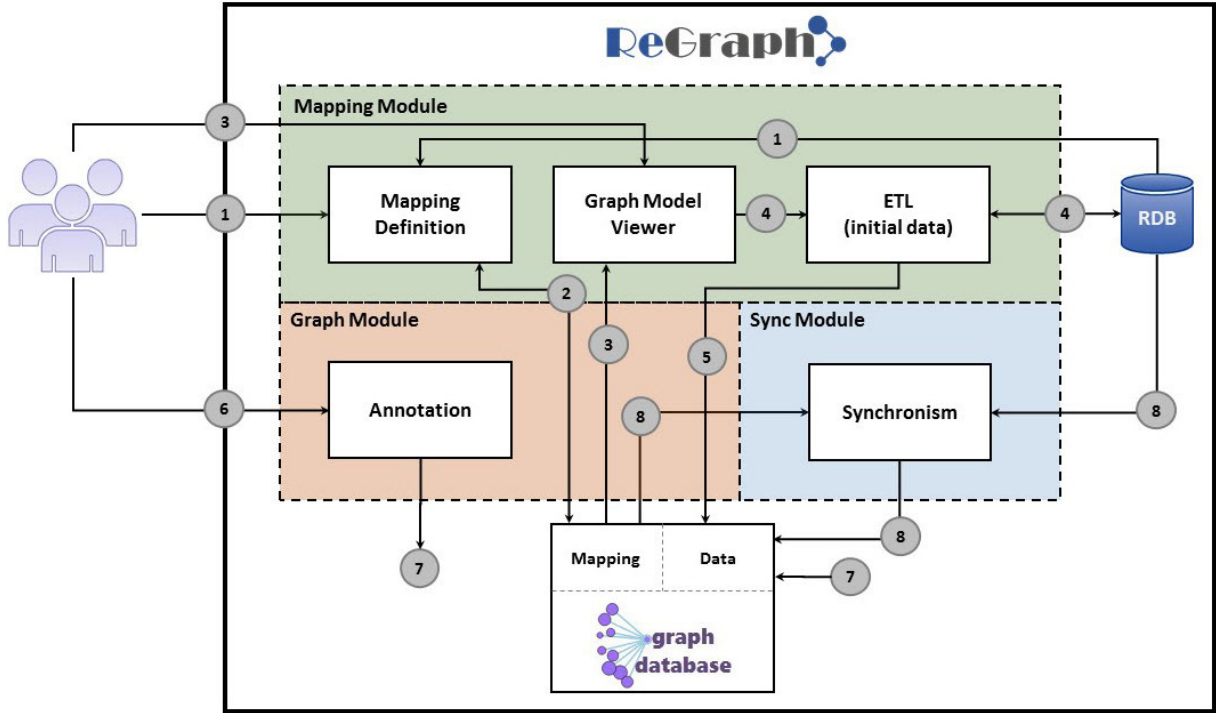 ReGraph
Mapping Module
3
1
1
Mapping
Definition
Graph Model
Viewer
4
ETL
(initial data)
4
RDB
2
Graph Module
3
5
Sync Module
6
Annotation
8
Synchronism
8
7
Mapping
Data
8
7
graph
database